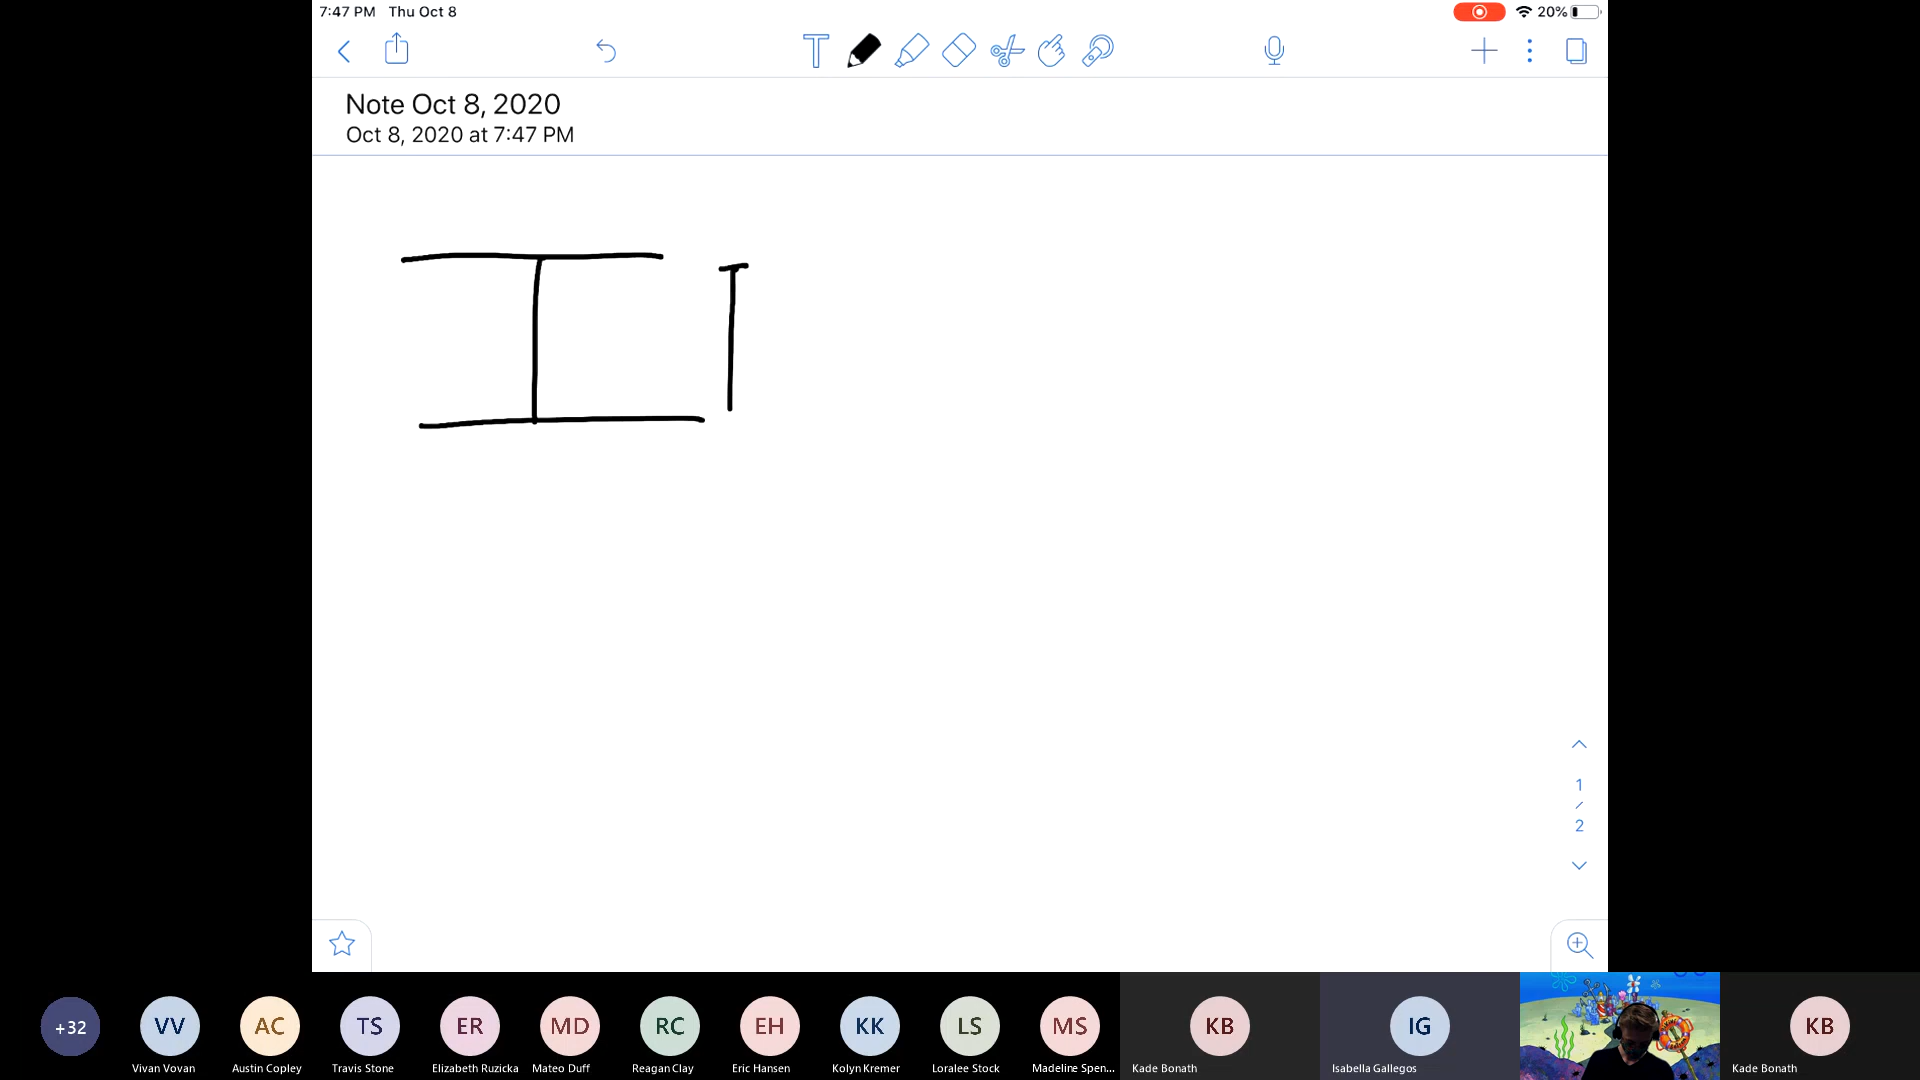 7:47 PM Thu Oct 8
20%
Note Oct 8, 2020
Oct 8, 2020 at 7:47 PM
1
/
2
+32
VV
AC
TS
ER
MD
RC
EH
KK
LS
MS
KB
IG
KB
Vivan Vovan
Austin Copley
Travis Stone
Elizabeth Ruzicka
Mateo Duff
Reagan Clay
Eric Hansen
Kolyn Kremer
Loralee Stock
Madeline Spen...
Kade Bonath
Isabella Gallegos
Kade Bonath